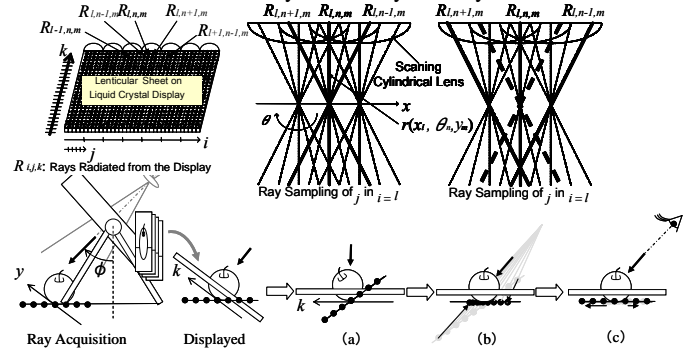 R l,n-1,m R l,n,m R l,n+1,m
R l-1,n,m R l+1,n-1,m
k
Lenticular Sheet on
Liquid Crystal Display
i
j
R i,j,k: Rays Radiated from the Display
R l,n+1,m R l,n,m R l,n-1,m
Scaning
Cylindrical Lens
x
θ
r(x l, θ n, y m)
Ray Sampling of j in i = l
R l,n+1,m R l,n,m R l,n-1,m
Ray Sampling of j in i = l
y
ϕ
k
k
Ray Acquisition Displayed (a) (b) (c)